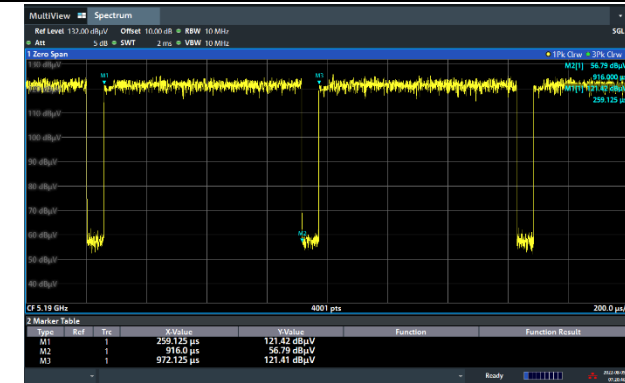 MultiView Spectrum
Ref Level 132.00 dBµV Offset 10.00 dB RBW 10 MHz SGL
Att 5 dB SWT 2 ms VBW 10 MHz
1 Zero Span 1Pk Clrw 3Pk Clrw
130 dBµV M2[1] 56.79 dBµV
916.000 µs
M1 M3 M1[1] 121.42 dBµV
259.125 µs
110 dBµV
100 dBµV
90 dBµV
80 dBµV
70 dBµV
60 dBµV M2
50 dBµV
40 dBµV
CF 5.19 GHz 4001 pts 200.0 µs/
2 Marker Table
Type Ref Trc X-Value Y-Value Function Function Result
M1 1 259.125 µs 121.42 dBµV
M2 1 916.0 µs 56.79 dBµV
M3 1 972.125 µs 121.41 dBµV
Ready